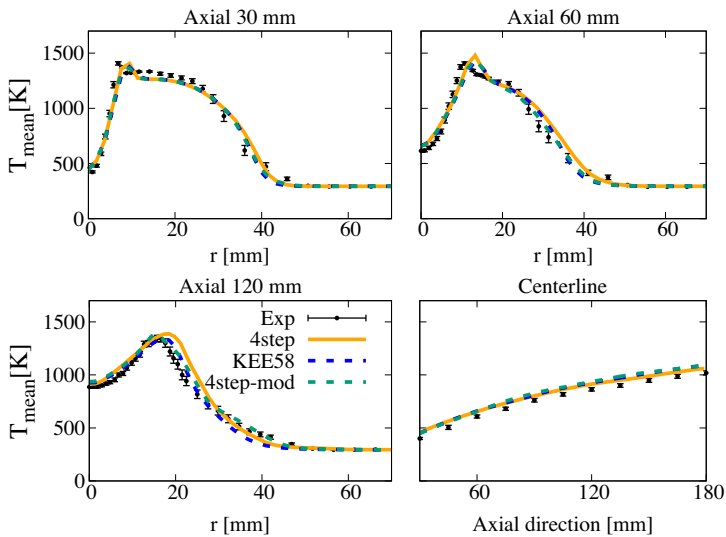 Axial 30 mm
Axial 60 mm
T_mean[K]
1500
1000
500
0
0 20 40 60
r [mm]
0 20 40 60
r [mm]
Axial 120 mm
Centerline
T_mean[K]
1500
1000
500
0
Exp
4step
KEE58
4step-mod
0 20 40 60
r [mm]
60 120 180
Axial direction [mm]